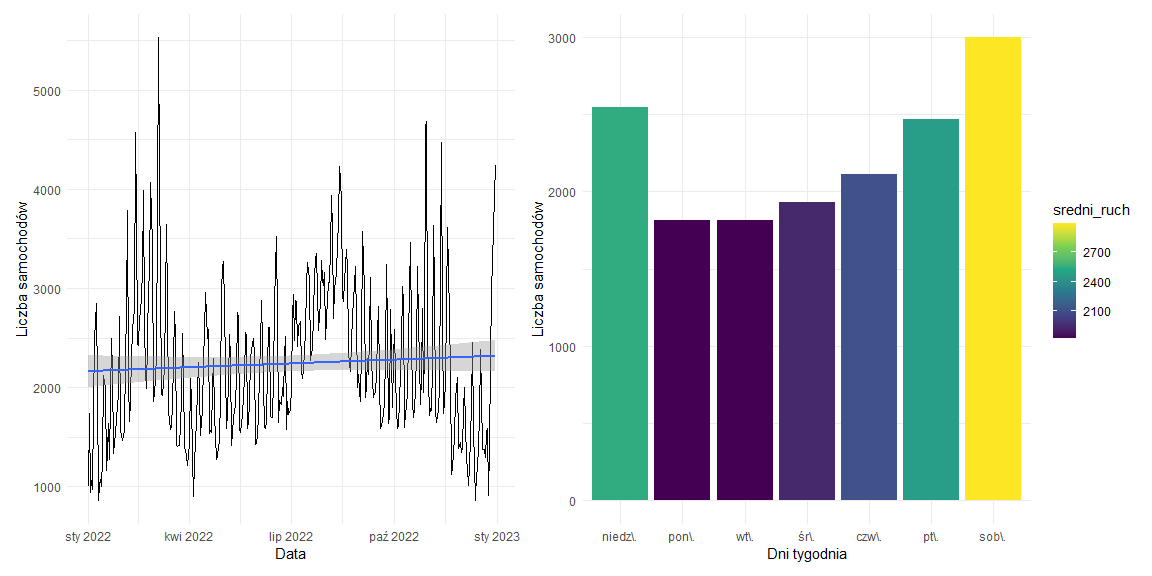 Liczba samochodów
5000
4000
3000
2000
1000
sty 2022
kwi 2022
lip 2022
paź 2022
sty 2023
Data
Liczba samochodów
3000
2000
1000
0
niedz\.
pon\.
wt\.
śr\.
czw\.
pt\.
sob\.
Dni tygodnia
sredni_ruch
2700
2400
2100